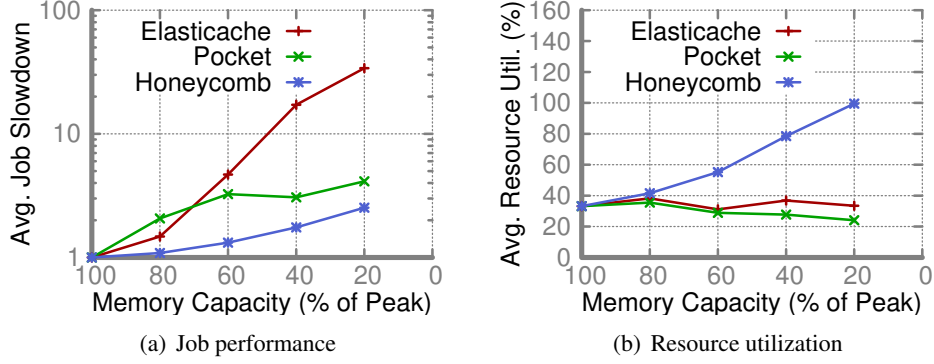 100
10
1
Avg. Job Slowdown
Elasticache
Pocket
Honeycomb
100 80 60 40 20 0
Memory Capacity (% of Peak)
(a) Job performance
160
140
120
100
80
60
40
20
0
Avg. Resource Util. (%)
Elasticache
Pocket
Honeycomb
100 80 60 40 20 0
Memory Capacity (% of Peak)
(b) Resource utilization